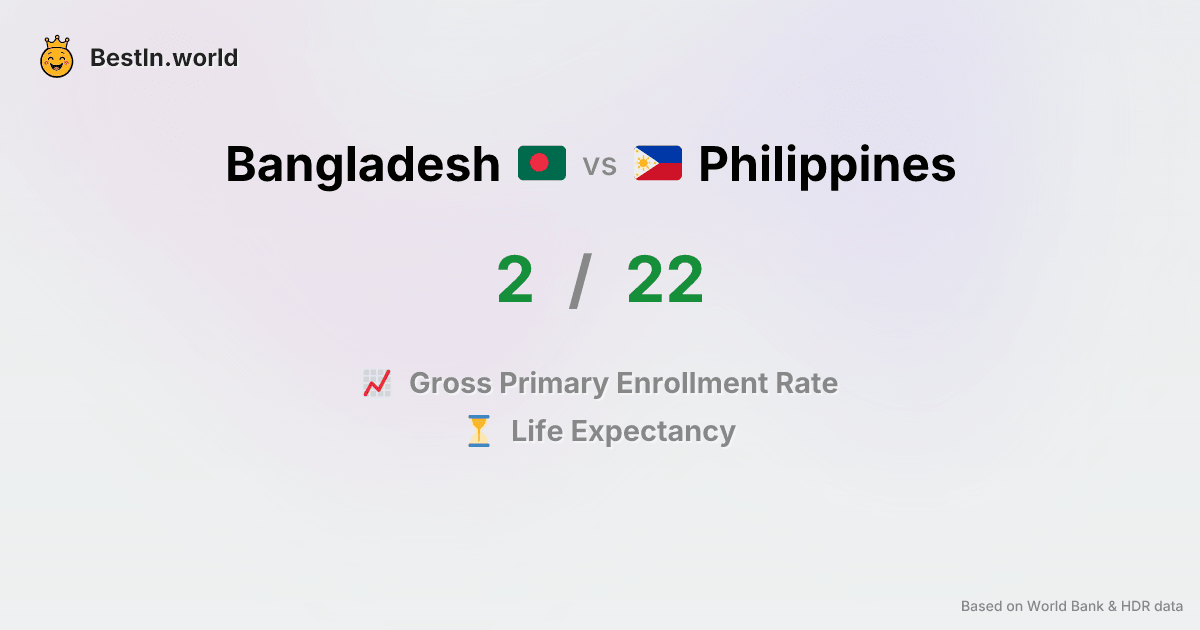 BestIn.world
Bangladesh vs Philippines
2 / 22
Gross Primary Enrollment Rate
Life Expectancy
Based on World Bank & HDR data